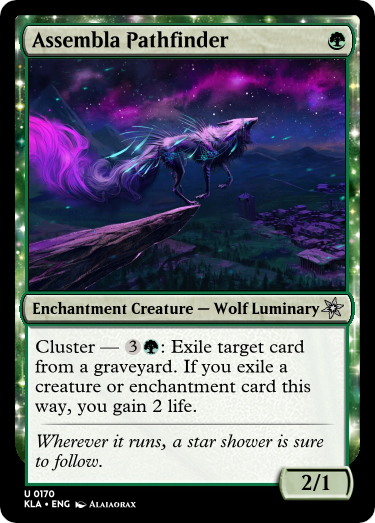 Assembla Pathfinder
Enchantment Creature — Wolf Luminary
Cluster — 3: Exile target card
from a graveyard. If you exile a
creature or enchantment card this
way, you gain 2 life.
Wherever it runs, a star shower is sure
to follow.
2/1
U 0170
KLA • ENG Alaiaorax